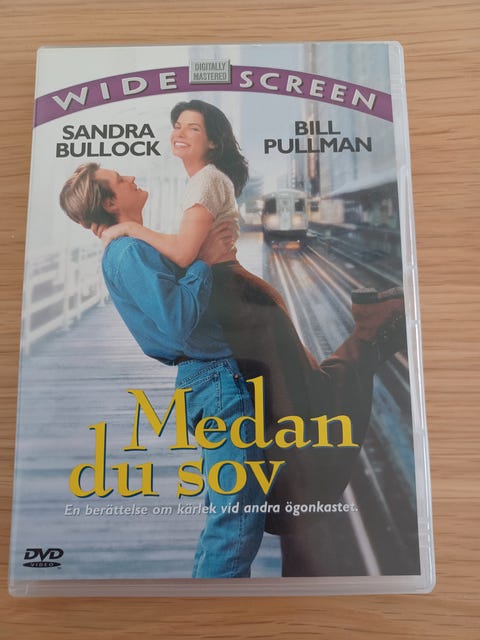 WIDE DIGITALLY MASTERED SCREEN
SANDRA BULLOCK
BILL PULLMAN
Medan
du sov
En berättelse om kärlek vid andra ögonkastet.
DVD
VIDEO